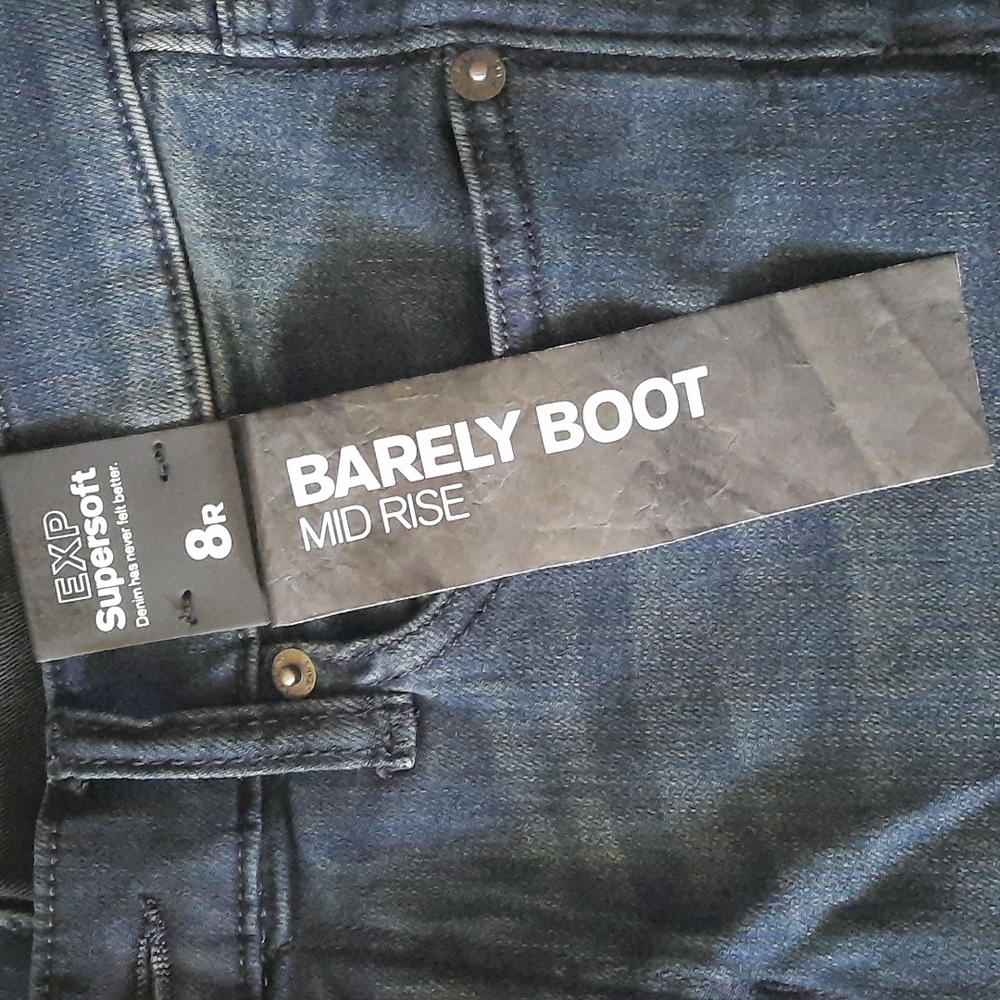 EXP
Supersoft
Denim has never felt better.
8R
BARELY BOOT
MID RISE